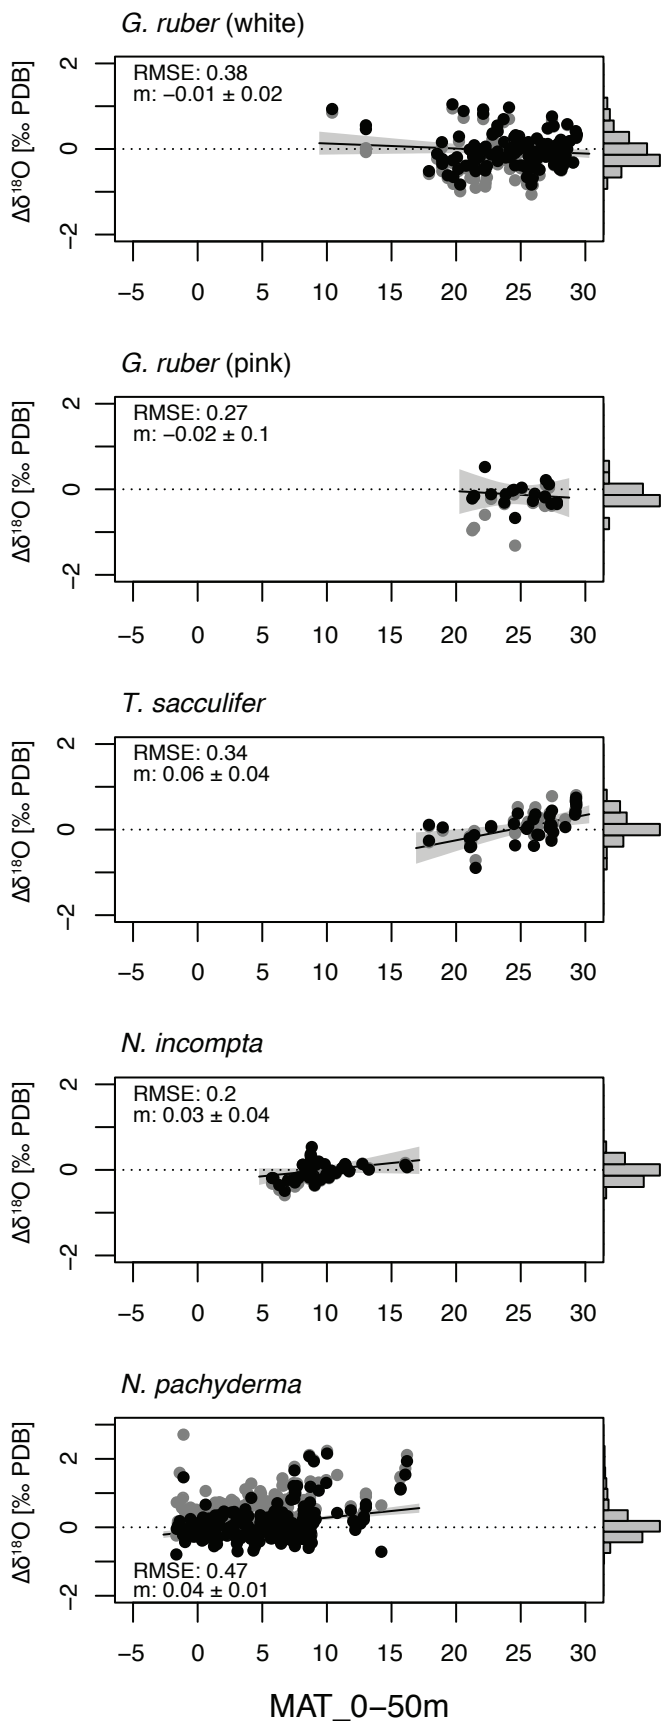 G. ruber (white)
RMSE: 0.38
m: −0.01 ± 0.02
Δδ¹⁸O [‰ PDB]
2
0
−2
−5 0 5 10 15 20 25 30
G. ruber (pink)
RMSE: 0.27
m: −0.02 ± 0.1
Δδ¹⁸O [‰ PDB]
2
0
−2
−5 0 5 10 15 20 25 30
T. sacculifer
RMSE: 0.34
m: 0.06 ± 0.04
Δδ¹⁸O [‰ PDB]
2
0
−2
−5 0 5 10 15 20 25 30
N. incompta
RMSE: 0.2
m: 0.03 ± 0.04
Δδ¹⁸O [‰ PDB]
2
0
−2
−5 0 5 10 15 20 25 30
N. pachyderma
Δδ¹⁸O [‰ PDB]
2
0
−2
RMSE: 0.47
m: 0.04 ± 0.01
−5 0 5 10 15 20 25 30
MAT_0−50m